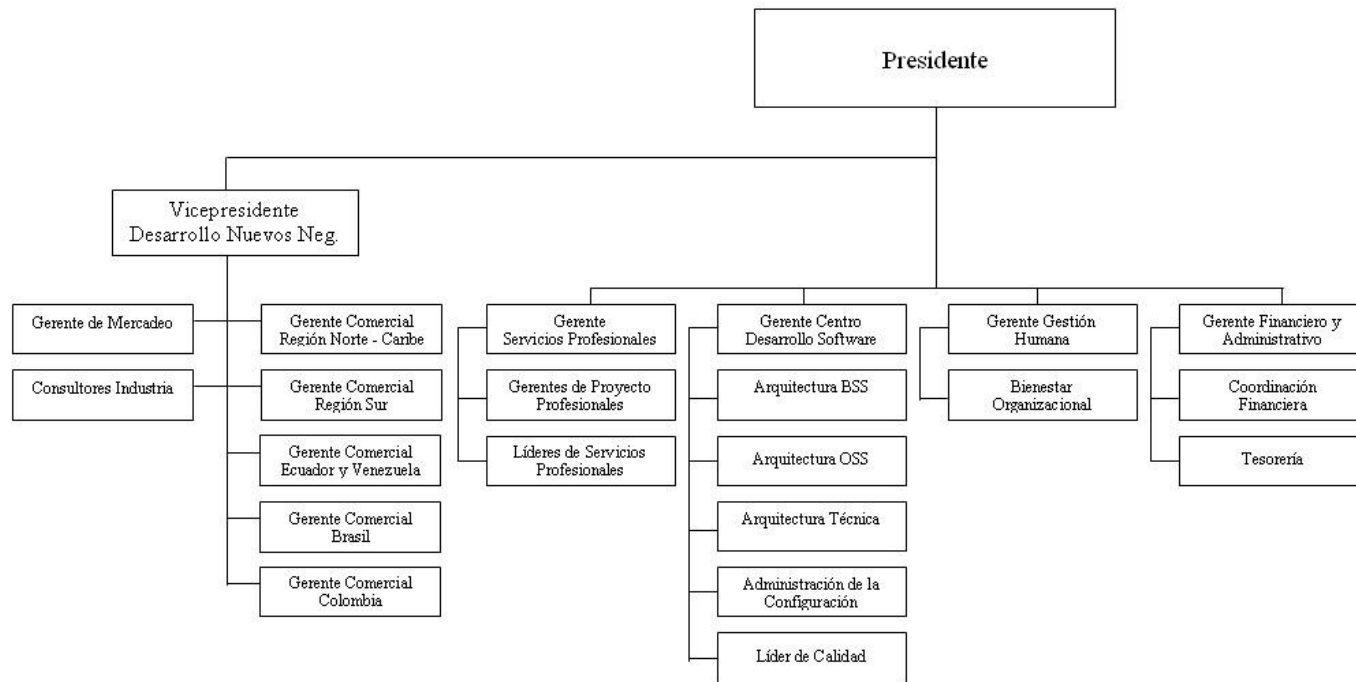 Presidente
Vicepresidente
Desarrollo Nuevos Neg.
Gerente de Mercadeo
Consultores Industria
Gerente Comercial
Región Norte - Caribe
Gerente Comercial
Región Sur
Gerente Comercial
Ecuador y Venezuela
Gerente Comercial
Brasil
Gerente Comercial
Colombia
Gerente
Servicios Profesionales
Gerentes de Proyecto
Profesionales
Líderes de Servicios
Profesionales
Gerente Centro
Desarrollo Software
Arquitectura BSS
Arquitectura OSS
Arquitectura Técnica
Administración de la
Configuración
Líder de Calidad
Gerente Gestión
Humana
Bienestar
Organizacional
Gerente Financiero y
Administrativo
Coordinación
Financiera
Tesorería